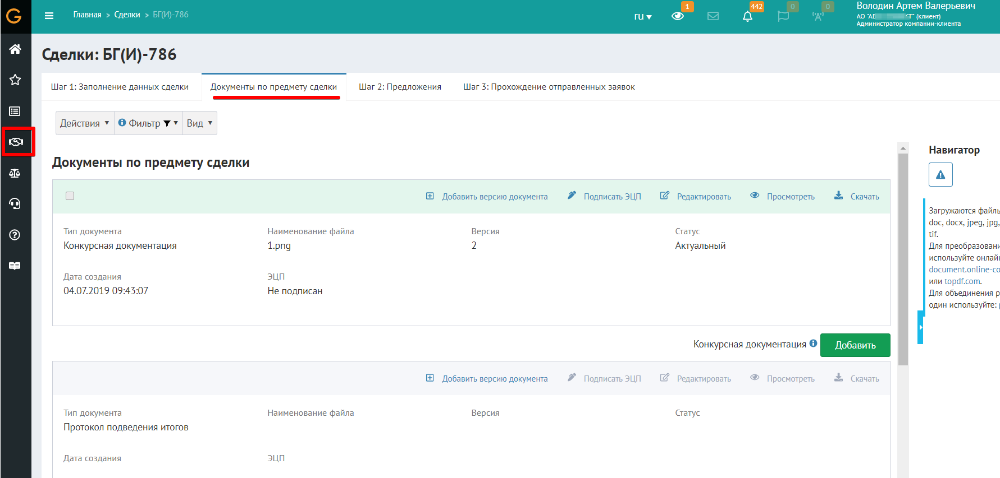 Главная > Сделки > БГ(И)-786
ru
1
442
0
0
Володин Артем Валерьевич
АО "АВ Т" (клиент)
Администратор компании-клиента
Сделки: БГ(И)-786
Шаг 1: Заполнение данных сделки
Документы по предмету сделки
Шаг 2: Предложения
Шаг 3: Прохождение отправленных заявок
Действия
Фильтр
Вид
Документы по предмету сделки
Добавить версию документа
Подписать ЭЦП
Редактировать
Просмотреть
Скачать
Тип документа
Конкурсная документация
Наименование файла
1.png
Версия
2
Статус
Актуальный
Дата создания
04.07.2019 09:43:07
ЭЦП
Не подписан
Конкурсная документация
Добавить
Добавить версию документа
Подписать ЭЦП
Редактировать
Просмотреть
Скачать
Тип документа
Протокол подведения итогов
Наименование файла
Версия
Статус
Дата создания
ЭЦП
Навигатор
Загружаются файлы
doc, docx, jpeg, jpg,
tif.
Для преобразовани
используйте онлайн
document.online-co
или topdf.com.
Для объединения р
один используйте: p